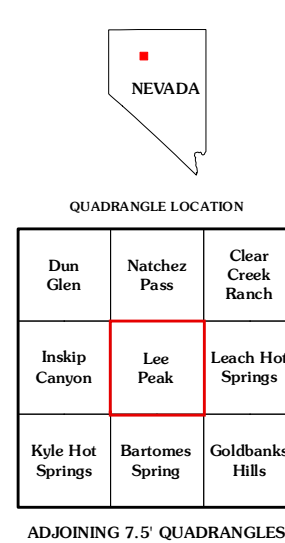 NEVADA
QUADRANGLE LOCATION
Dun
Glen
Natchez
Pass
Clear
Creek
Ranch
Inskip
Canyon
Lee
Peak
Leach Hot
Springs
Kyle Hot
Springs
Bartomes
Spring
Goldbanks
Hills
ADJOINING 7.5' QUADRANGLES